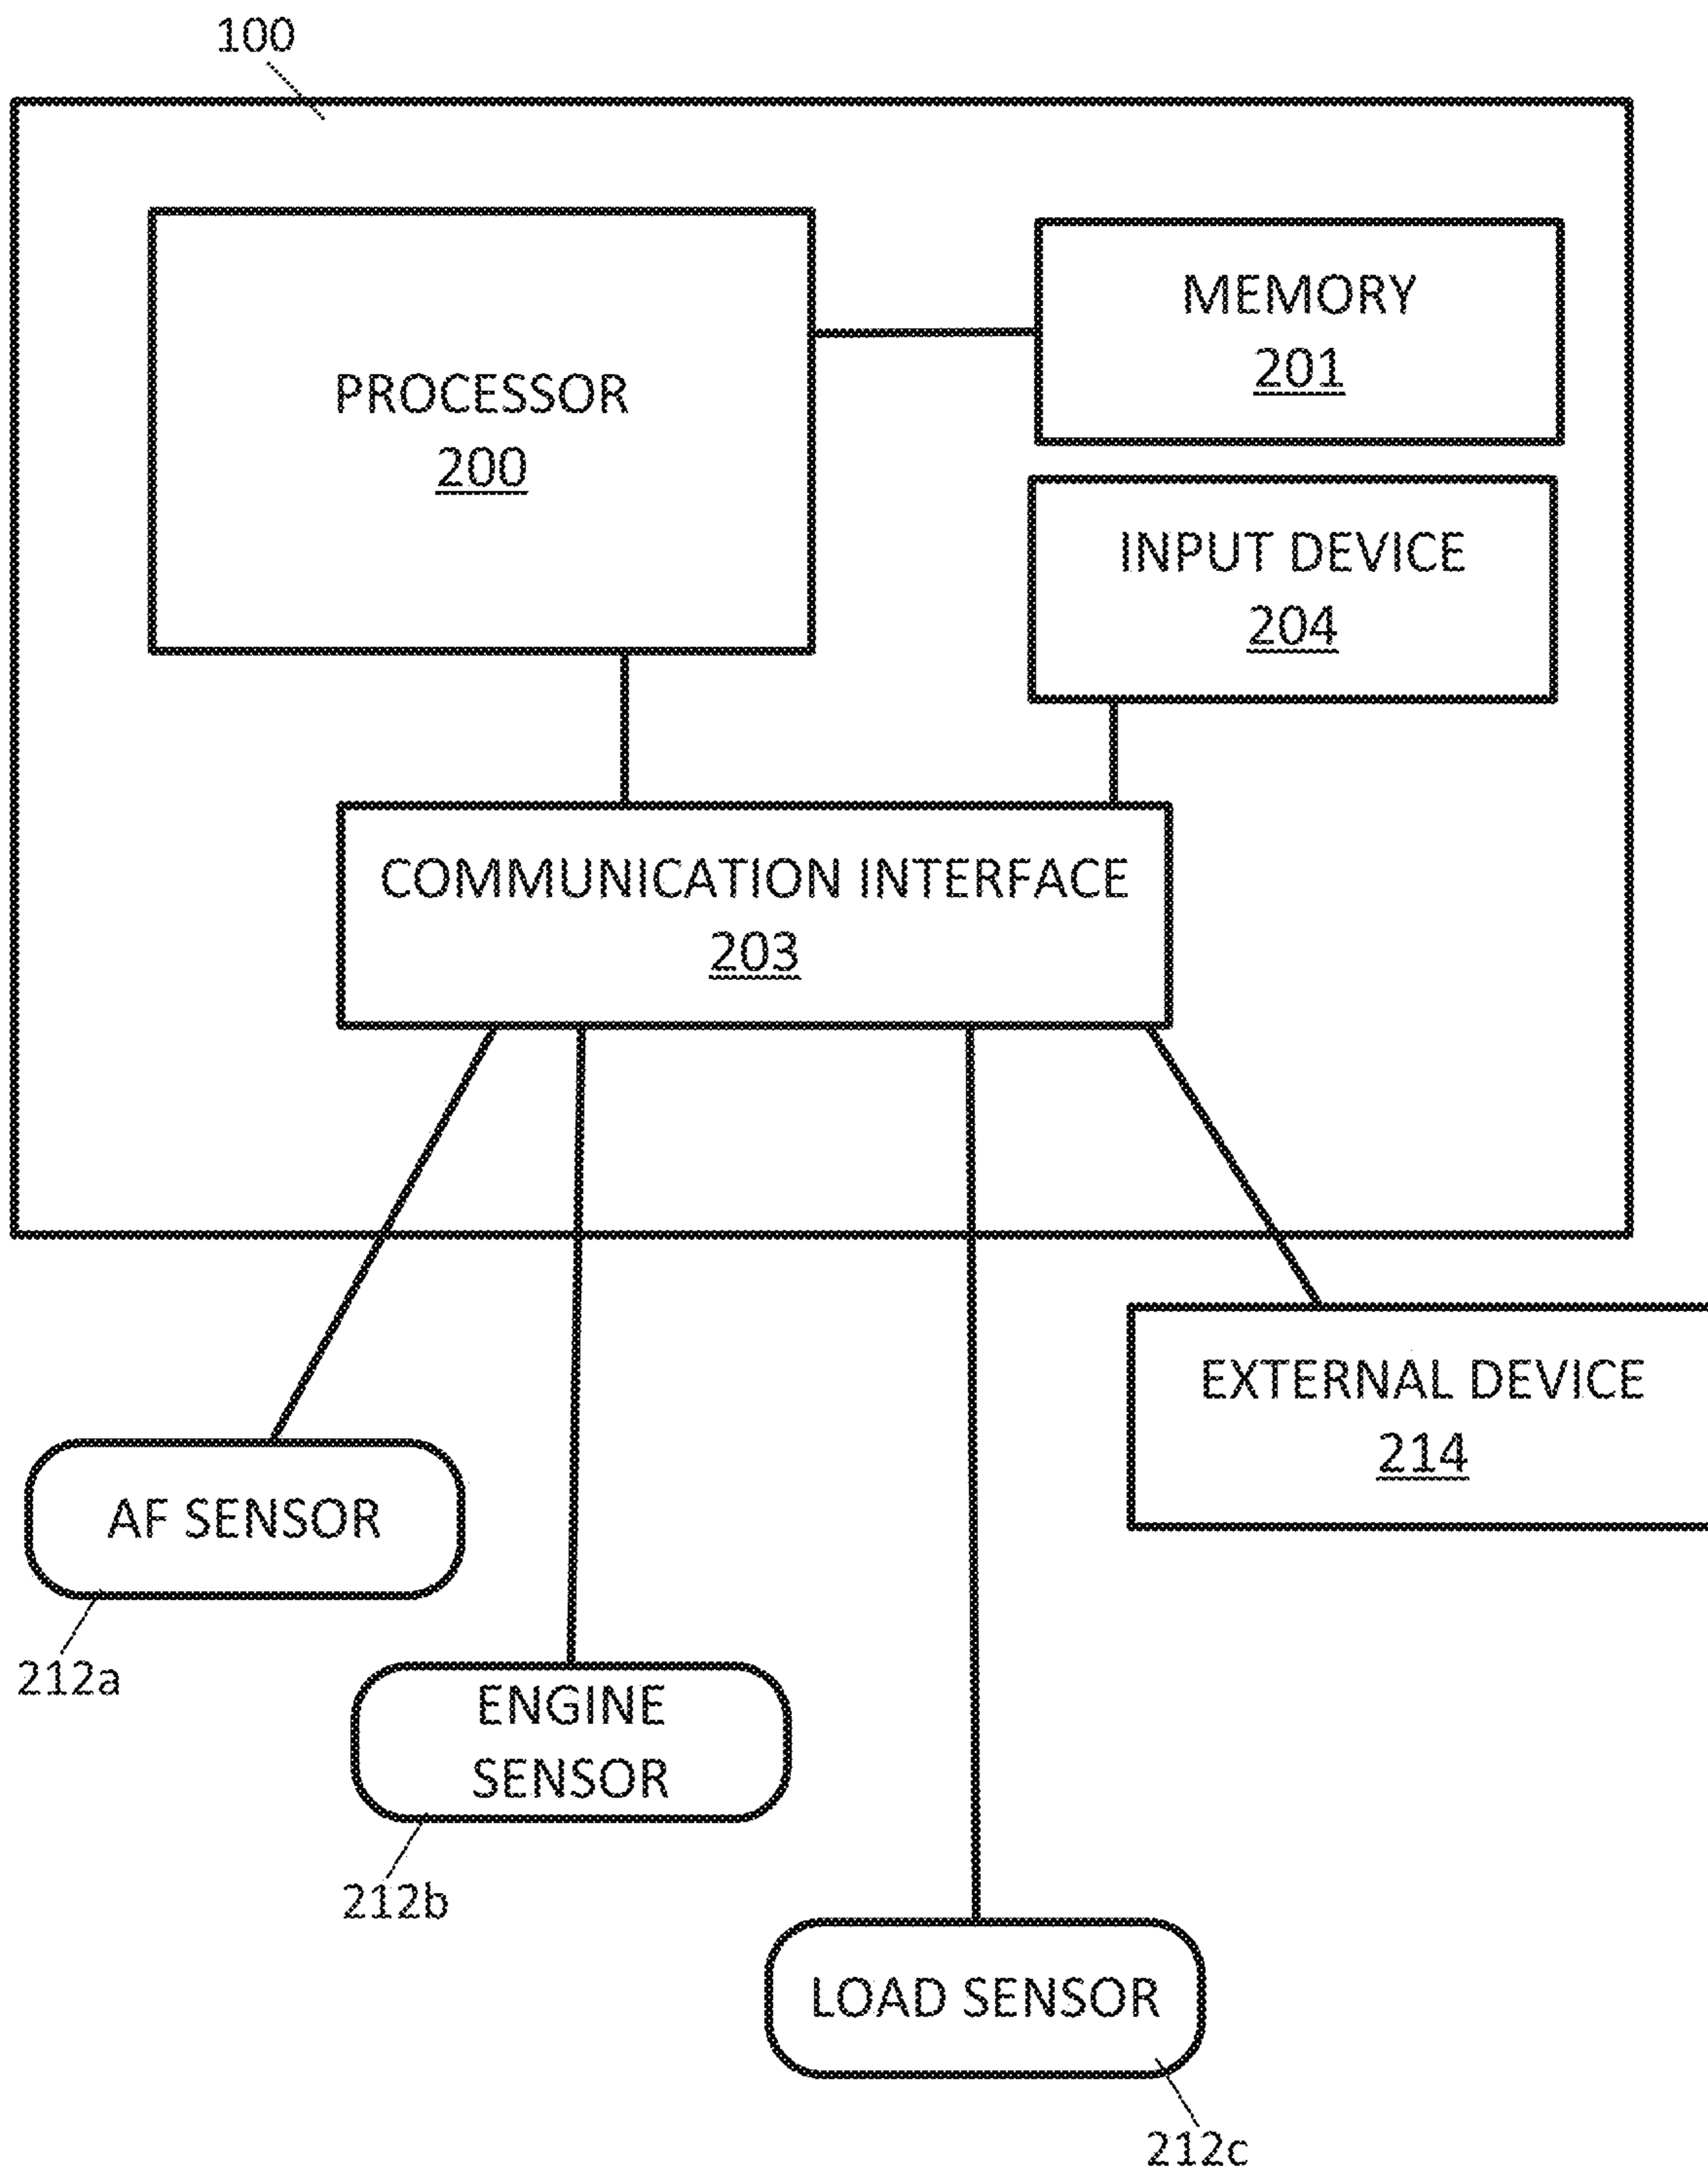 100
PROCESSOR
200
MEMORY
201
INPUT DEVICE
204
COMMUNICATION INTERFACE
203
EXTERNAL DEVICE
214
AF SENSOR
212a
ENGINE
SENSOR
212b
LOAD SENSOR
212c